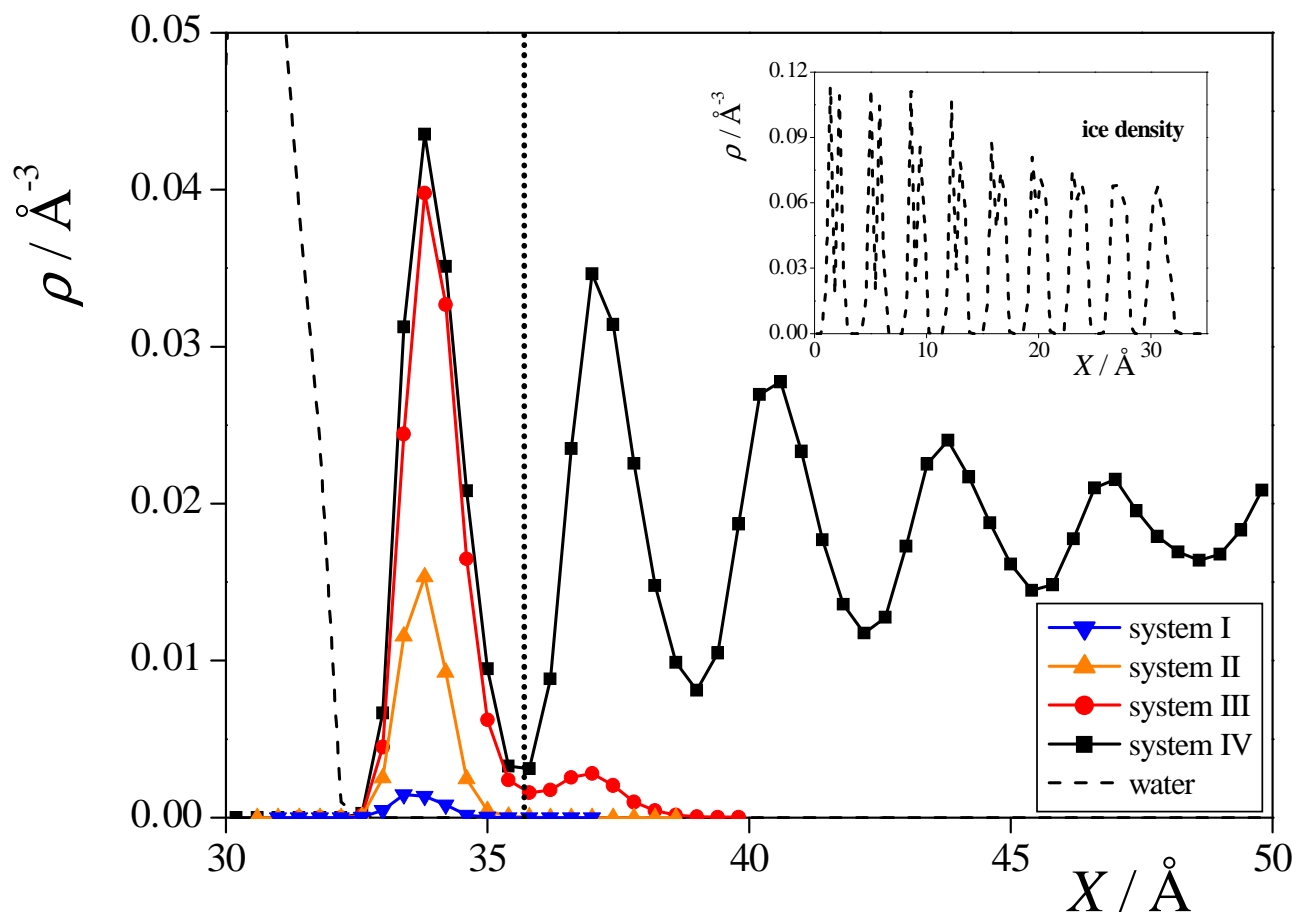 0.05
0.04
0.03
0.02
0.01
0.00
ρ / Å⁻³
30
35
40
45
50
X / Å
0.12
0.09
0.06
0.03
0.00
ρ / Å⁻³
0
10
20
30
X / Å
ice density
system I
system II
system III
system IV
water